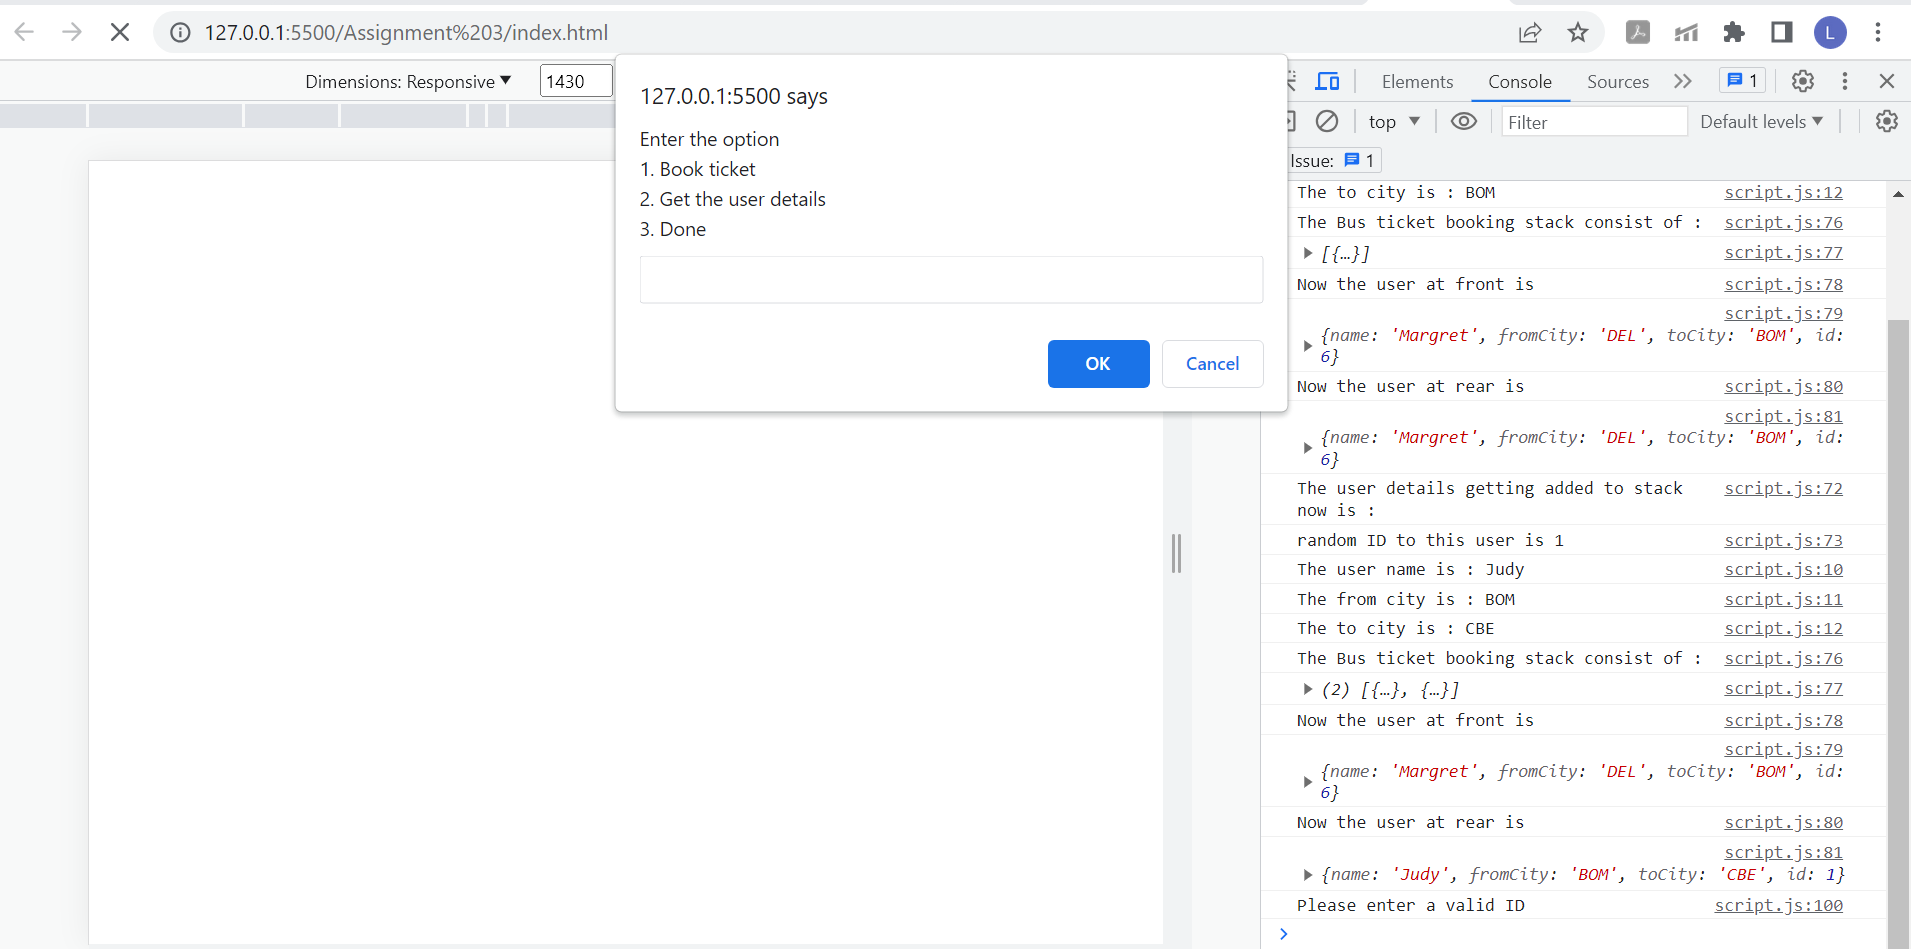 127.0.0.1:5500/Assignment%203/index.html
L
Dimensions: Responsive
1430
127.0.0.1:5500 says
Enter the option
1. Book ticket
2. Get the user details
3. Done
OK
Cancel
Elements
Console
Sources
1
top
Filter
Default levels
Issue: 1
The to city is : BOM script.js:12
The Bus ticket booking stack consist of : script.js:76
[{…}] script.js:77
Now the user at front is script.js:78
script.js:79
{name: 'Margret', fromCity: 'DEL', toCity: 'BOM', id:
6}
Now the user at rear is script.js:80
script.js:81
{name: 'Margret', fromCity: 'DEL', toCity: 'BOM', id:
6}
The user details getting added to stack script.js:72
now is :
random ID to this user is 1 script.js:73
The user name is : Judy script.js:10
The from city is : BOM script.js:11
The to city is : CBE script.js:12
The Bus ticket booking stack consist of : script.js:76
(2) [{…}, {…}] script.js:77
Now the user at front is script.js:78
script.js:79
{name: 'Margret', fromCity: 'DEL', toCity: 'BOM', id:
6}
Now the user at rear is script.js:80
script.js:81
{name: 'Judy', fromCity: 'BOM', toCity: 'CBE', id: 1}
Please enter a valid ID script.js:100